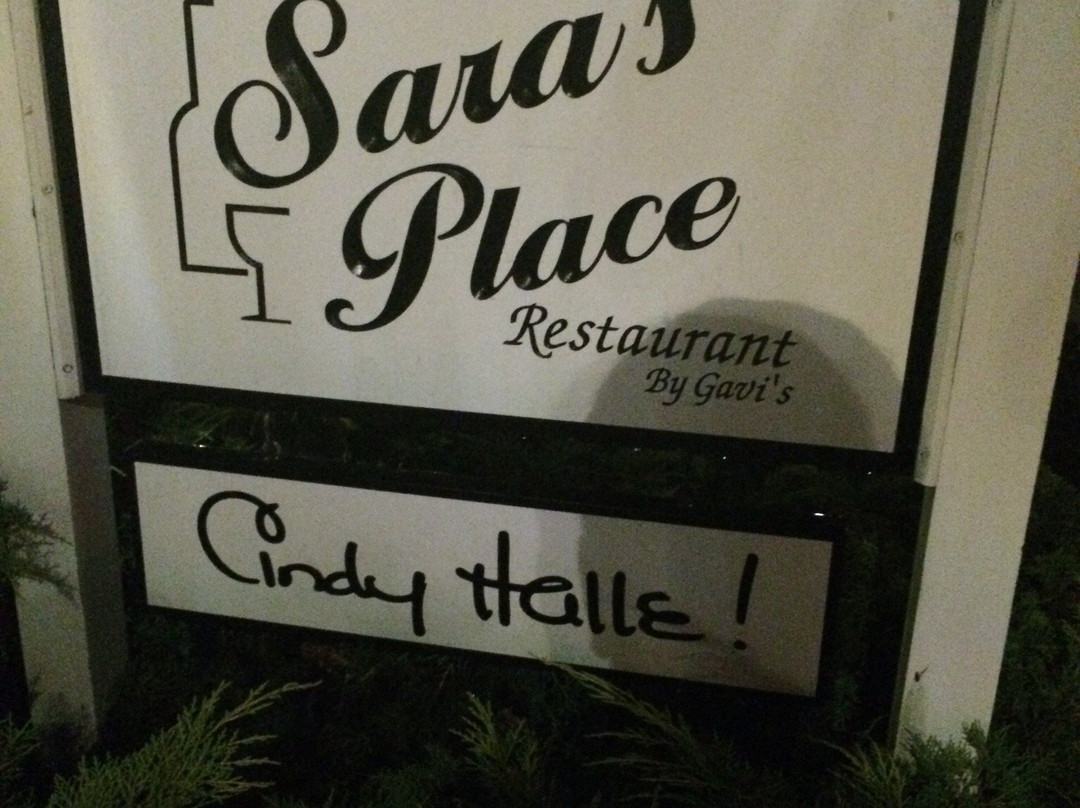 Sara's
Place
Restaurant
By Gavi's
Cindy Halle!